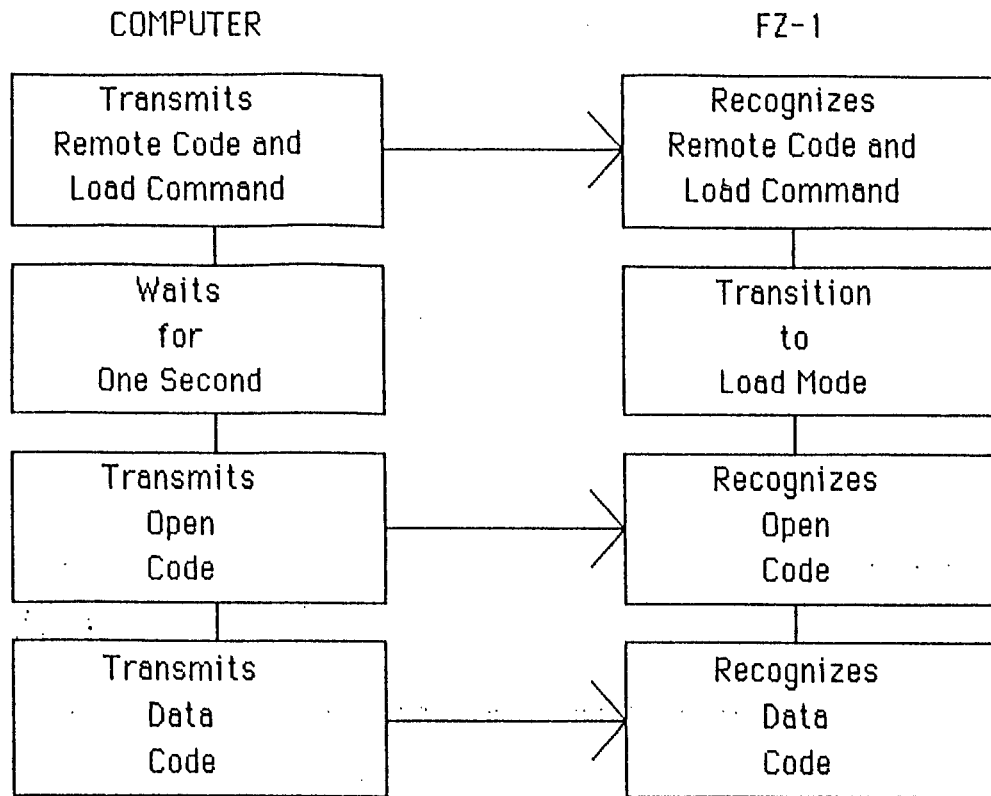 COMPUTER
FZ-1
Transmits
Remote Code and
Load Command
Recognizes
Remote Code and
Load Command
Waits
for
One Second
Transition
to
Load Mode
Transmits
Open
Code
Recognizes
Open
Code
Transmits
Data
Code
Recognizes
Data
Code